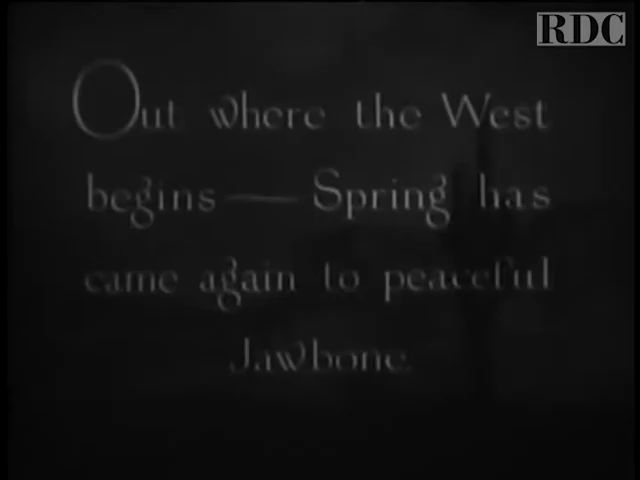 RDC
Out where the West
begins — Spring has
came again to peaceful
Jawbone.